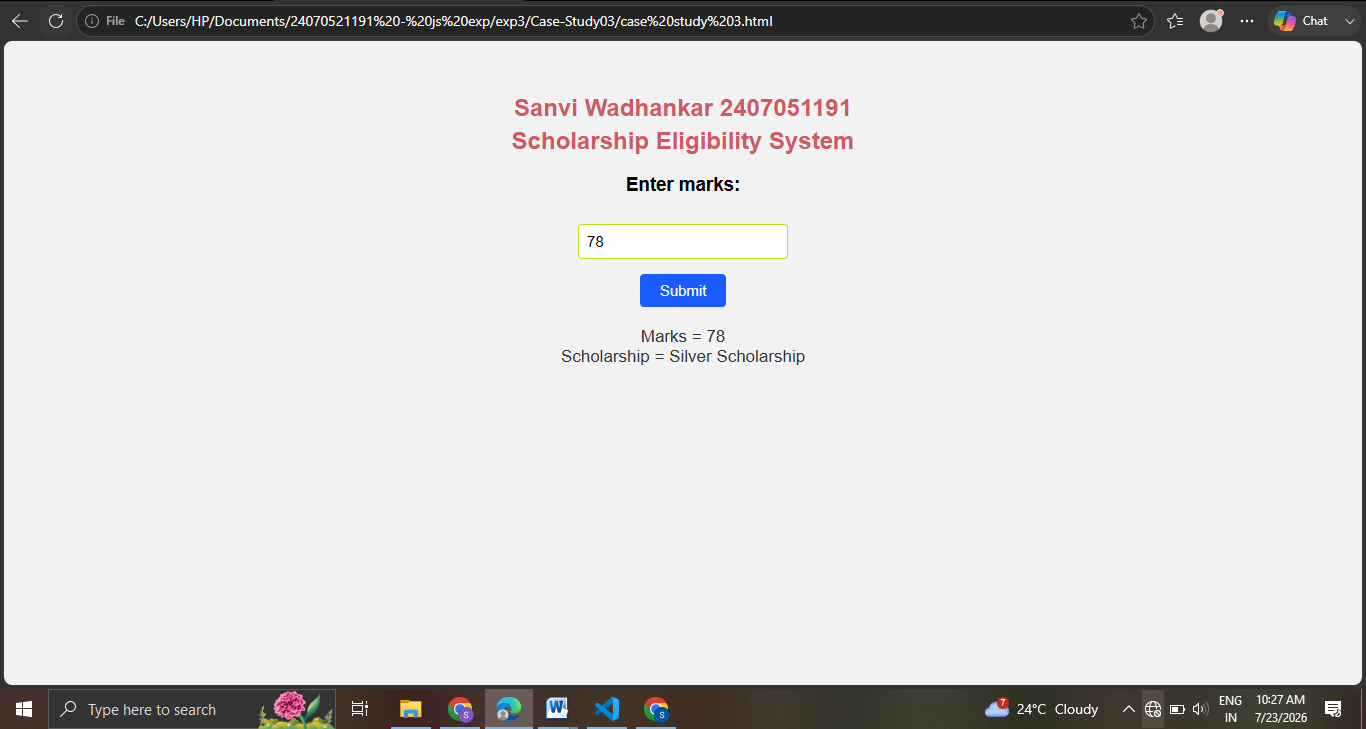 File C:/Users/HP/Documents/24070521191%20-%20js%20exp/exp3/Case-Study03/case%20study%203.html Chat
Sanvi Wadhankar 2407051191
Scholarship Eligibility System
Enter marks:
78
Submit
Marks = 78
Scholarship = Silver Scholarship
Type here to search
S
W
S
7
24°C Cloudy
ENG
IN
10:27 AM
7/23/2026